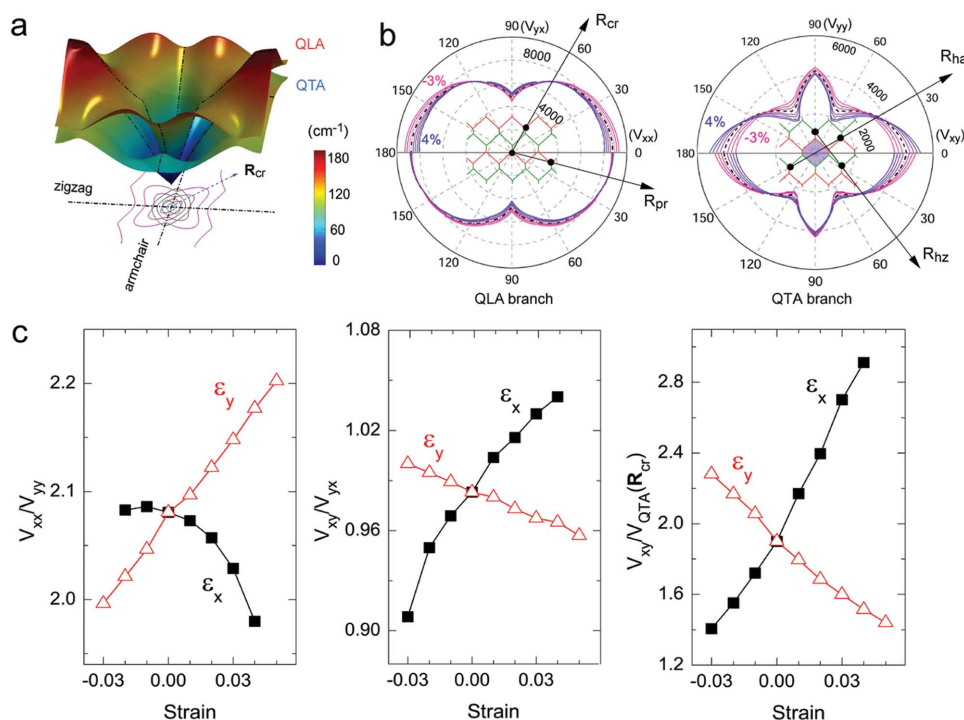 a
QLA
QTA
(cm⁻¹)
180
120
60
0
R_cr
zigzag
armchair
b
90 (V_yx)
120
60
150
30
180
0
(V_xx)
8000
4000
-3%
4%
R_cr
R_pr
150
30
120
60
90
QLA branch
90 (V_yy)
120
60
150
30
180
0
(V_xy)
6000
4000
2000
4%
-3%
R_ha
R_hz
150
30
120
60
90
QTA branch
c
V_xx/V_yy
2.2
2.1
2.0
ε_y
ε_x
-0.03 0.00 0.03
Strain
V_xy/V_yx
1.08
1.02
0.96
0.90
ε_x
ε_y
-0.03 0.00 0.03
Strain
V_xy/V_QTA(R_cr)
2.8
2.4
2.0
1.6
1.2
ε_x
ε_y
-0.03 0.00 0.03
Strain